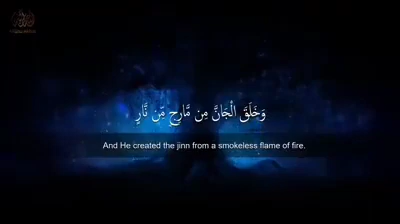 وَخَلَقَ الْجَانَّ مِن مَّارِجٍ مِّن نَّارٍ
And He created the jinn from a smokeless flame of fire.